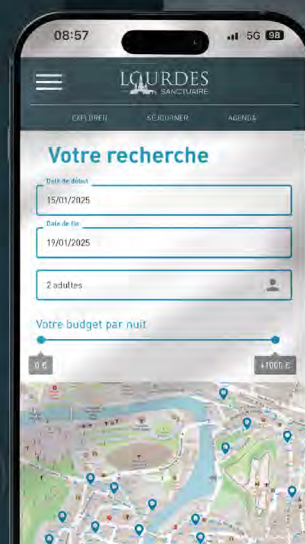 08:57
5G 98
LOURDES
SANCTUAIRE
EXPLORER SÉJOURNER AGENDA
Votre recherche
Date de début
15/01/2025
Date de fin
19/01/2025
2 adultes
Votre budget par nuit
0 €
+1000 €